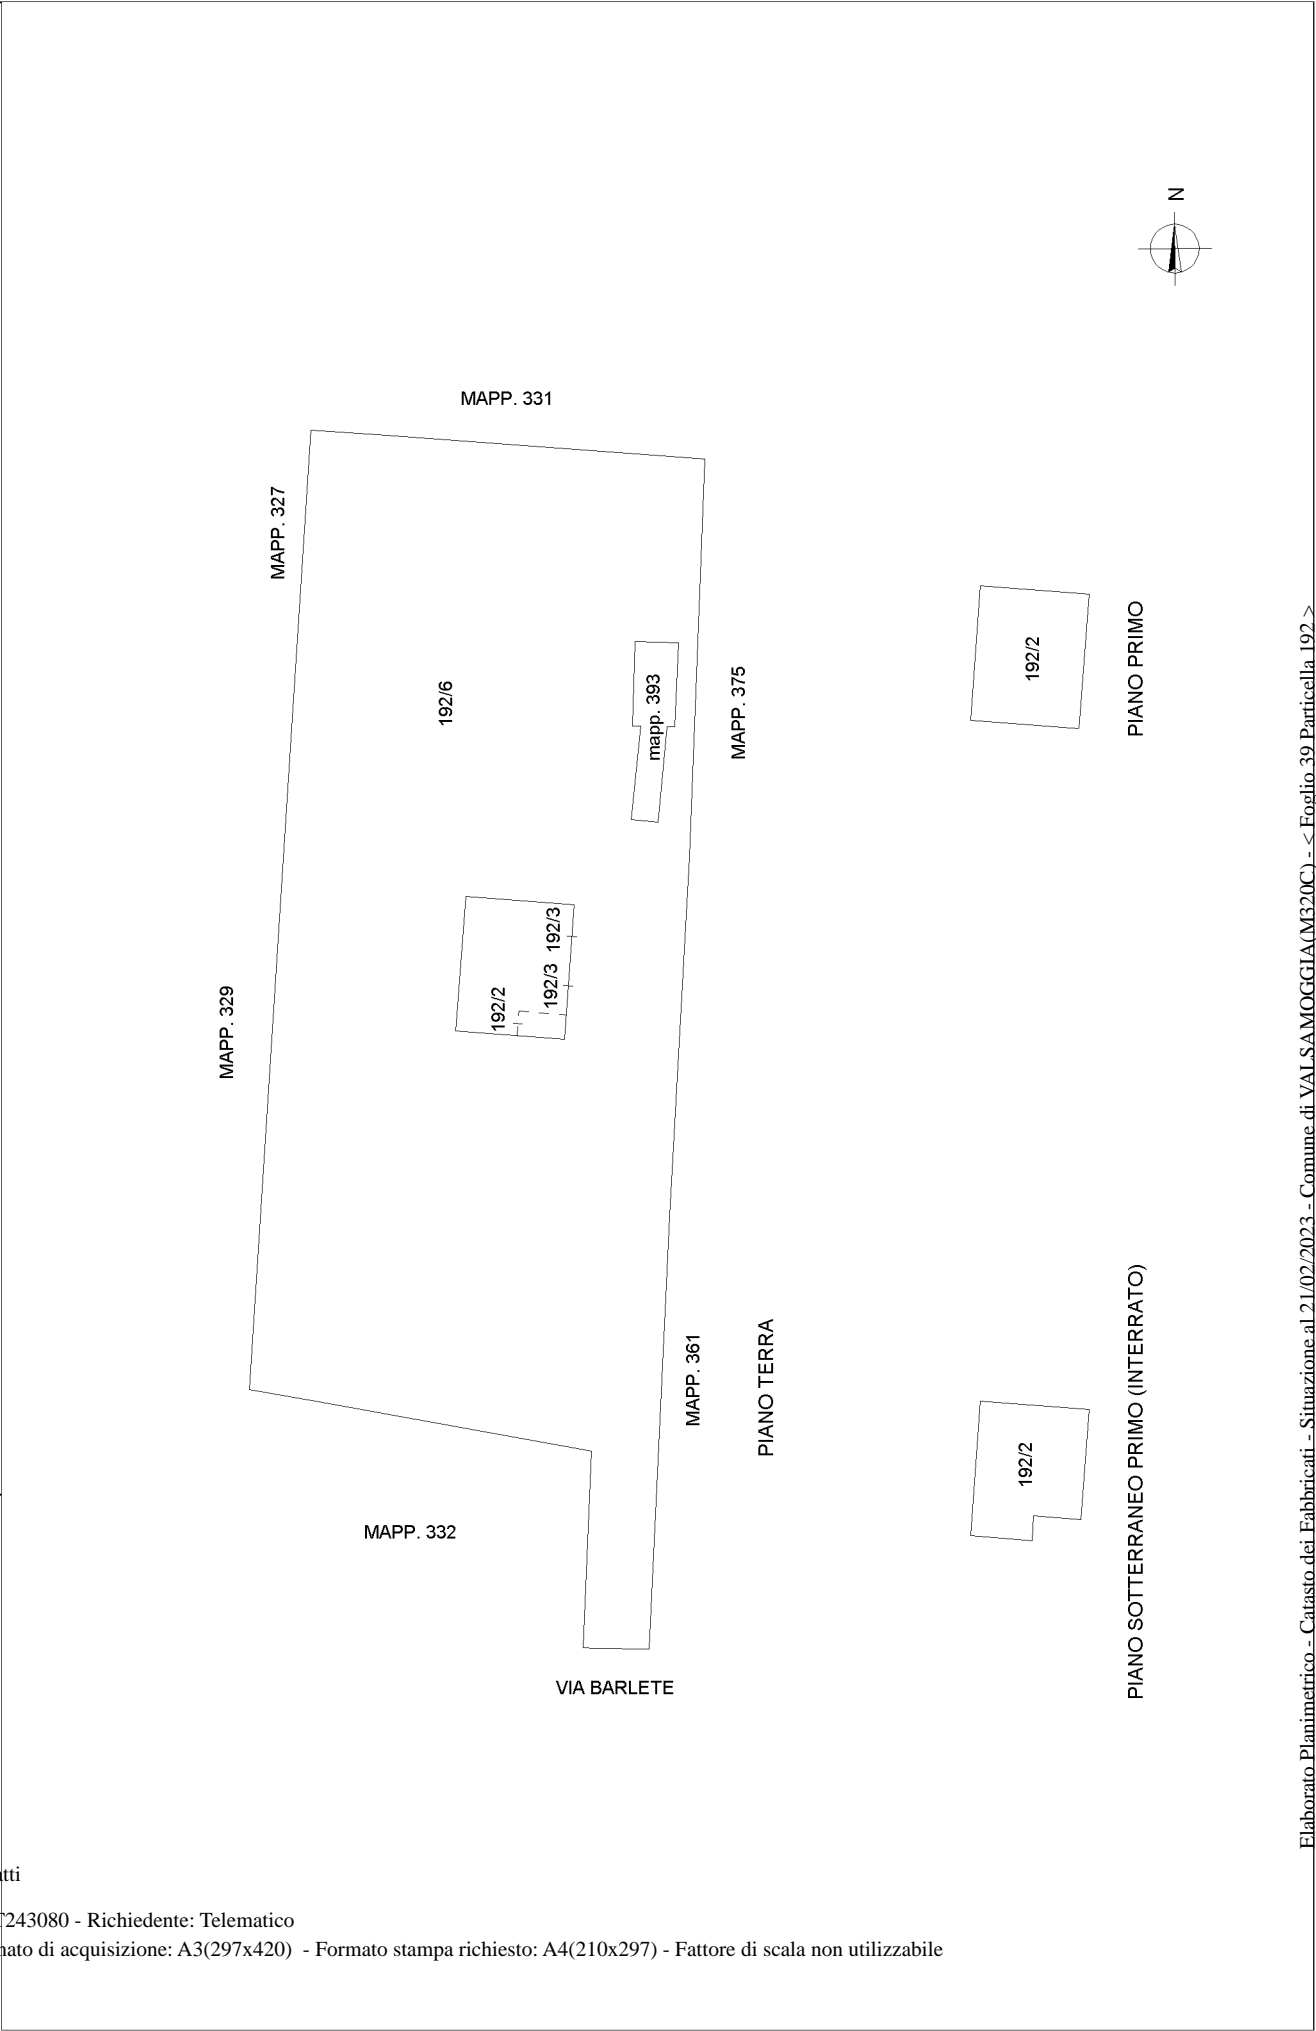 N
MAPP. 331
MAPP. 327
192/6
mapp. 393
MAPP. 375
192/2
PIANO PRIMO
192/3
192/3
192/2
MAPP. 329
MAPP. 361
PIANO TERRA
192/2
PIANO SOTTERRANEO PRIMO (INTERRATO)
MAPP. 332
VIA BARLETE
Elaborato Planimetrico - Catasto dei Fabbricati - Situazione al 21/02/2023 - Comune di VALSAMOGGIA(M320C) - < Foglio 39 Particella 192 >
tti
T243080 - Richiedente: Telematico
mato di acquisizione: A3(297x420) - Formato stampa richiesto: A4(210x297) - Fattore di scala non utilizzabile